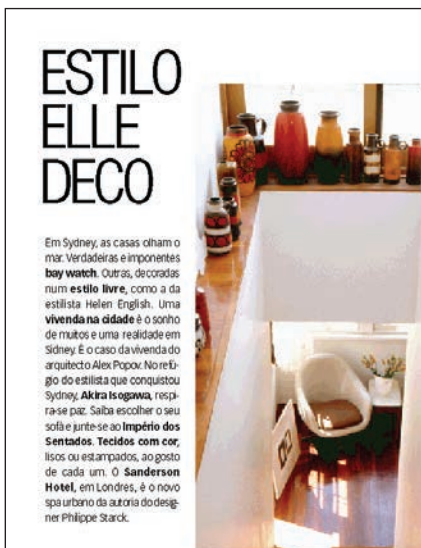 ESTILO
ELLE
DECO
Em Sydney, as casas olham o
mar. Verdadeiras e imponentes
bay watch. Outras, decoradas
num estilo livre, como a da
estilista Helen English. Uma
vivenda na cidade é o sonho
de muitos e uma realidade em
Sidney. É o caso da vivenda do
arquitecto Alex Popov. No refú-
gio do estilista que conquistou
Sydney, Akira Isogawa, respi-
ra-se paz. Saiba escolher o seu
sofá e junte-se ao Império dos
Sentados. Tecidos com cor,
lisos ou estampados, ao gosto
de cada um. O Sanderson
Hotel, em Londres, é o novo
spa urbano da autoria do desig-
ner Philippe Starck.